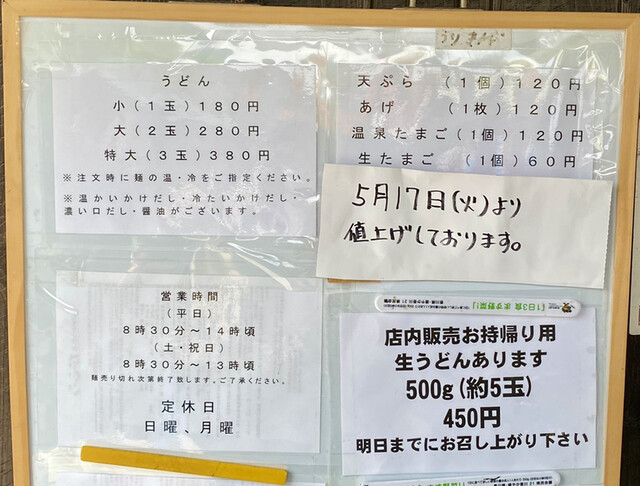 うどん
小(1玉)180円
大(2玉)280円
特大(3玉)380円
※注文時に麺の温・冷をご指定ください。
※温かいかけだし・冷たいかけだし・
濃い口だし・醤油がございます。
天ぷら(1個)120円
あげ(1枚)120円
温泉たまご(1個)120円
生たまご(1個)60円
5月17日(火)より
値上げしております。
営業時間
(平日)
8時30分~14時頃
(土・祝日)
8時30分~13時頃
麺売り切れ次第終了致します。ご了承ください。
定休日
日曜、月曜
「1日3食 まず野菜!」
店内販売お持帰り用
生うどんあります
500g(約5玉)
450円
明日までにお召し上がり下さい